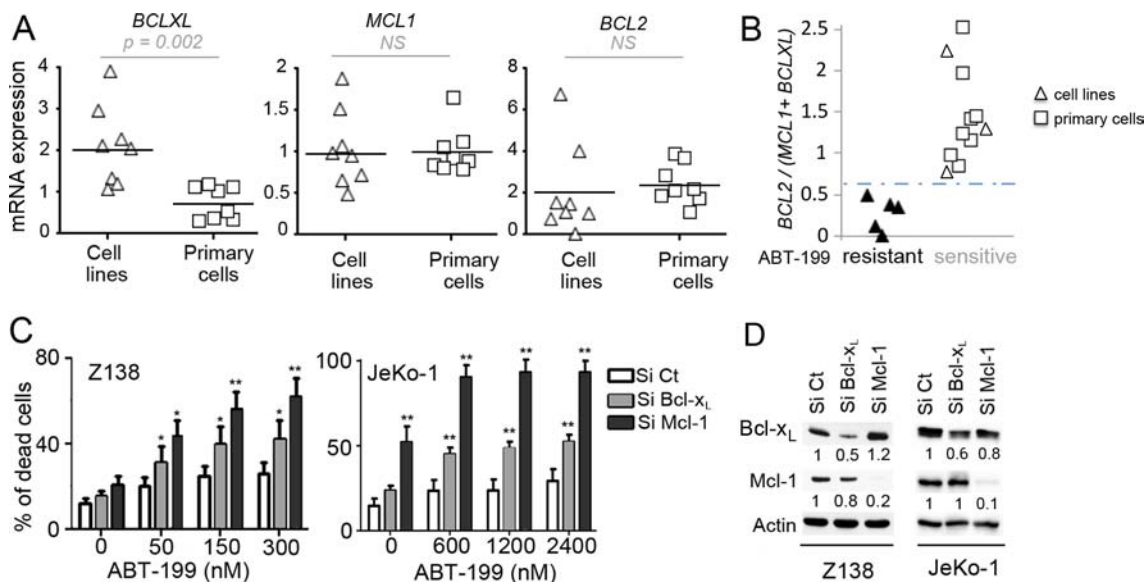 A
BCLXL
p = 0.002
MCL1
NS
BCL2
NS
mRNA expression
4
3
2
1
0
Cell
lines
Primary
cells
2
1.5
1
0.5
0
Cell
lines
Primary
cells
8
6
4
2
0
Cell
lines
Primary
cells
B
BCL2 / (MCL1+ BCLXL)
2.5
2
1.5
1
0.5
0
ABT-199 resistant sensitive
cell lines
primary cells
C
% of dead cells
Z138
80
40
0
* *
* **
* **
0 50 150 300
ABT-199 (nM)
JeKo-1
100
50
0
**
** **
** **
** **
0 600 1200 2400
ABT-199 (nM)
Si Ct
Si Bcl-xL
Si Mcl-1
D
Si Ct Si Bcl-xL Si Mcl-1 Si Ct Si Bcl-xL Si Mcl-1
Bcl-xL
1 0.5 1.2 1 0.6 0.8
Mcl-1
1 0.8 0.2 1 1 0.1
Actin
Z138 JeKo-1